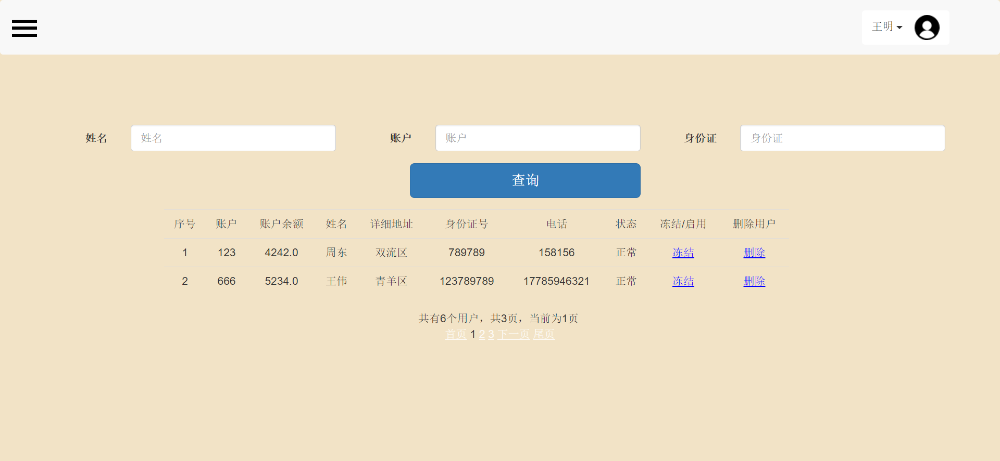 王明
姓名 姓名 账户 账户 身份证 身份证
查询
序号 账户 账户余额 姓名 详细地址 身份证号 电话 状态 冻结/启用 删除用户
1 123 4242.0 周东 双流区 789789 158156 正常 冻结 删除
2 666 5234.0 王伟 青羊区 123789789 17785946321 正常 冻结 删除
共有6个用户，共3页，当前为1页
首页 1 2 3 下一页 尾页